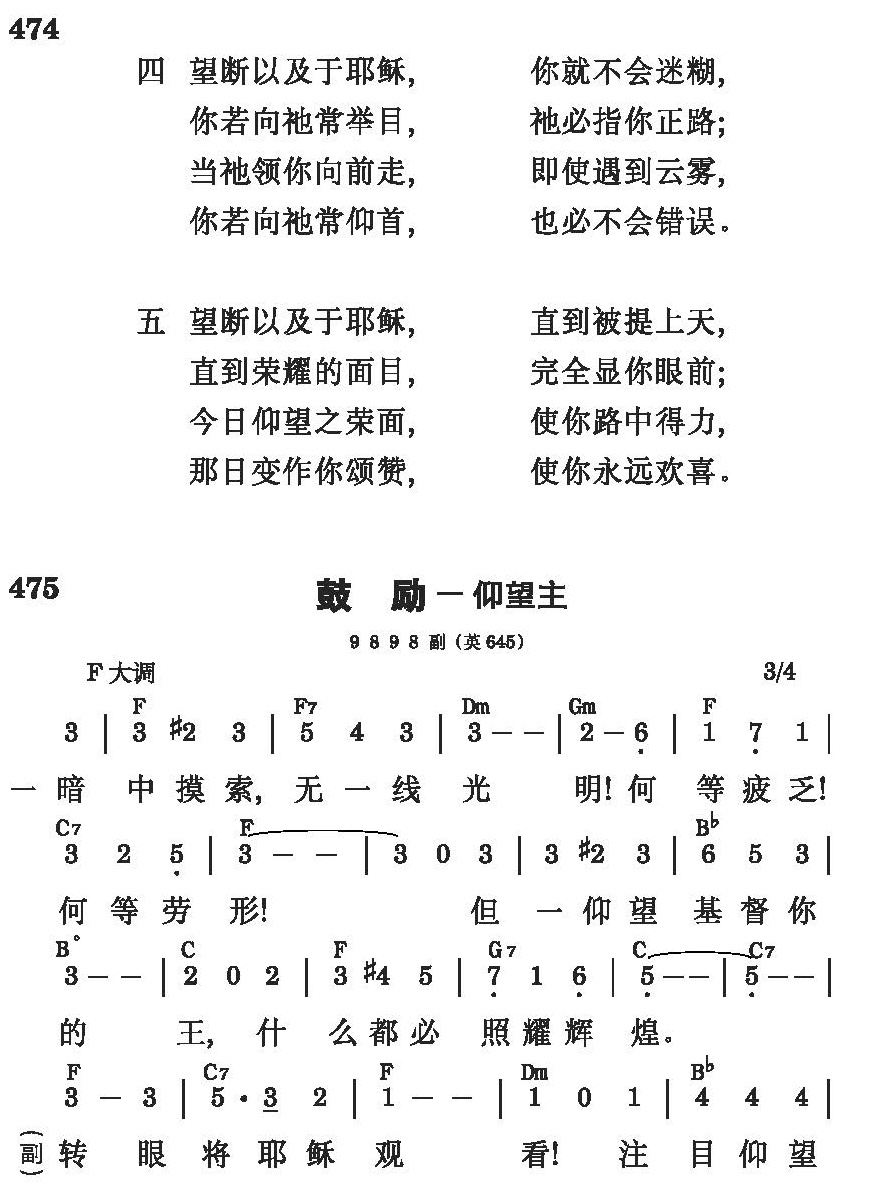 474
四 望断以及于耶稣, 你就不会迷糊,
你若向祂常举目, 祂必指你正路;
当祂领你向前走, 即使遇到云雾,
你若向祂常仰首, 也必不会错误。
五 望断以及于耶稣, 直到被提上天,
直到荣耀的面目, 完全显你眼前;
今日仰望之荣面, 使你路中得力,
那日变作你颂赞, 使你永远欢喜。
475 鼓 励－仰望主
9 8 9 8 副（英645）
F大调 3/4
F F7 Dm Gm F
3 | 3 #2 3 | 5 4 3 | 3 - - | 2 - 6̣ | 1 7̣ 1 |
一 暗 中 摸 索, 无 一 线 光 明! 何 等 疲 乏!
C7 F B♭
3 2 5̣ | 3 - - | 3 0 3 | 3 #2 3 | 6 5 3 |
何 等 劳 形! 但 一 仰 望 基 督 你
B° C F G7 C C7
3 - - | 2 0 2 | 3 #4 5 | 7̣ 1 6̣ | 5̣ - - | 5̣ - - |
的 王, 什 么 都 必 照 耀 辉 煌。
F C7 F Dm B♭
3 - 3 | 5 · 3̲ 2 | 1 - - | 1 0 1 | 4 4 4 |
(副) 转 眼 将 耶 稣 观 看! 注 目 仰 望